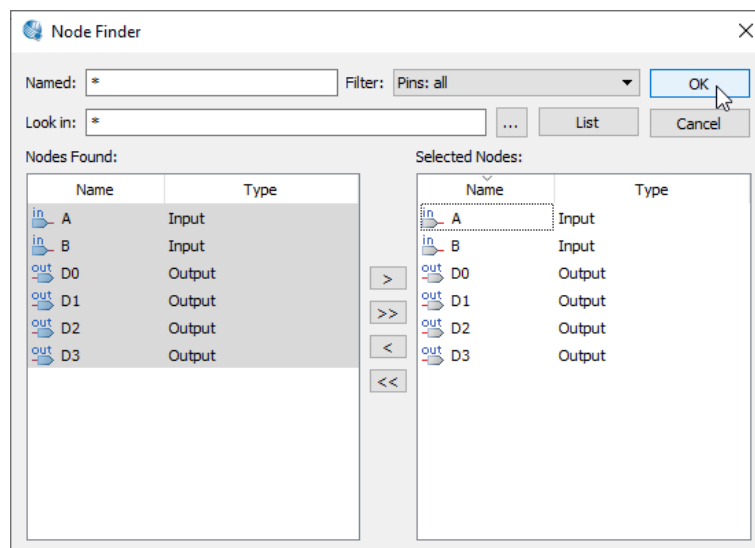 Node Finder
Named: * Filter: Pins: all OK
Look in: * ... List Cancel
Nodes Found: Selected Nodes:
Name Type Name Type
in A Input in A Input
in B Input in B Input
out D0 Output out D0 Output
out D1 Output > out D1 Output
out D2 Output >> out D2 Output
out D3 Output < out D3 Output
<<